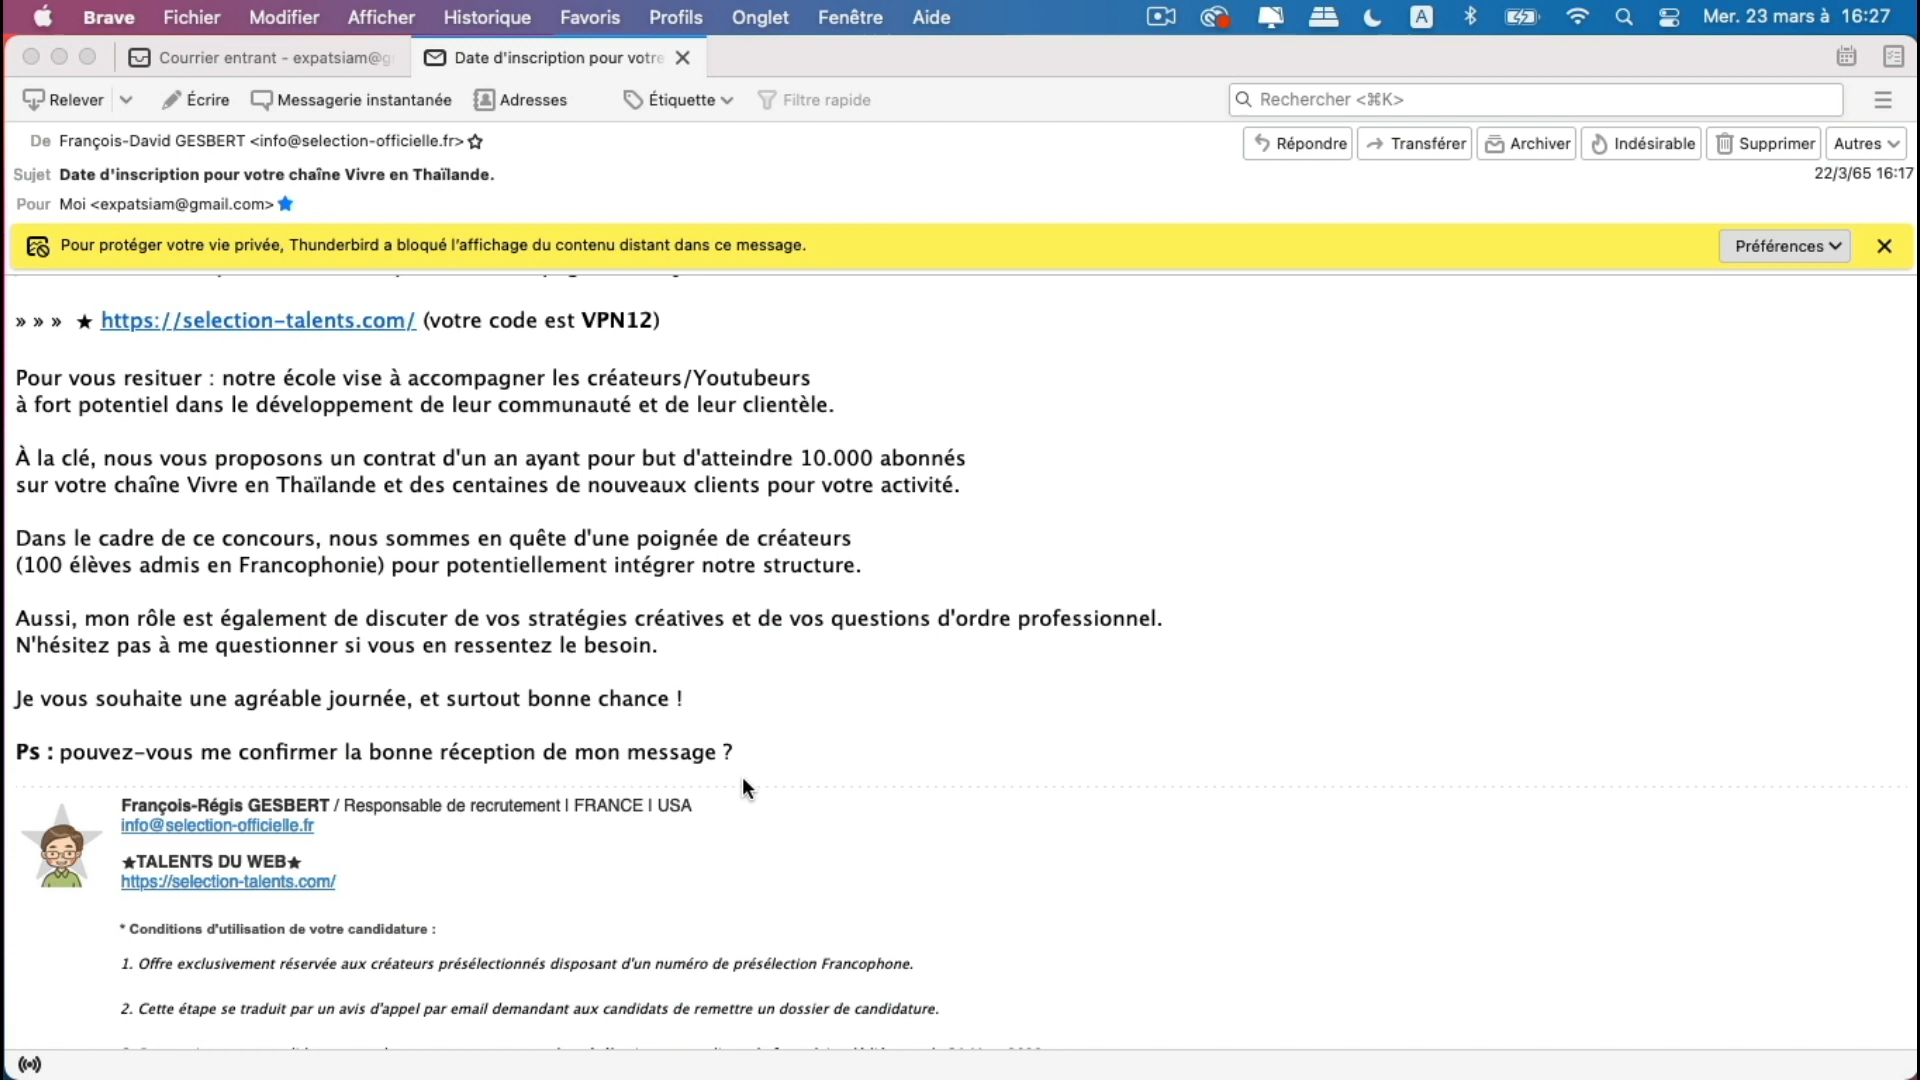 Brave Fichier Modifier Afficher Historique Favoris Profils Onglet Fenêtre Aide A Mer. 23 mars à 16:27
Courrier entrant - expatsiam@g Date d'inscription pour votre
Relever Écrire Messagerie instantanée Adresses Étiquette Filtre rapide Rechercher <⌘K>
De François-David GESBERT <info@selection-officielle.fr> Répondre Transférer Archiver Indésirable Supprimer Autres
Sujet Date d'inscription pour votre chaîne Vivre en Thaïlande. 22/3/65 16:17
Pour Moi <expatsiam@gmail.com>
Pour protéger votre vie privée, Thunderbird a bloqué l'affichage du contenu distant dans ce message. Préférences
» » » ★ https://selection-talents.com/ (votre code est VPN12)
Pour vous resituer : notre école vise à accompagner les créateurs/Youtubeurs
à fort potentiel dans le développement de leur communauté et de leur clientèle.
À la clé, nous vous proposons un contrat d'un an ayant pour but d'atteindre 10.000 abonnés
sur votre chaîne Vivre en Thaïlande et des centaines de nouveaux clients pour votre activité.
Dans le cadre de ce concours, nous sommes en quête d'une poignée de créateurs
(100 élèves admis en Francophonie) pour potentiellement intégrer notre structure.
Aussi, mon rôle est également de discuter de vos stratégies créatives et de vos questions d'ordre professionnel.
N'hésitez pas à me questionner si vous en ressentez le besoin.
Je vous souhaite une agréable journée, et surtout bonne chance !
Ps : pouvez-vous me confirmer la bonne réception de mon message ?
François-Régis GESBERT / Responsable de recrutement I FRANCE I USA
info@selection-officielle.fr
★TALENTS DU WEB★
https://selection-talents.com/
* Conditions d'utilisation de votre candidature :
1. Offre exclusivement réservée aux créateurs présélectionnés disposant d'un numéro de présélection Francophone.
2. Cette étape se traduit par un avis d'appel par email demandant aux candidats de remettre un dossier de candidature.